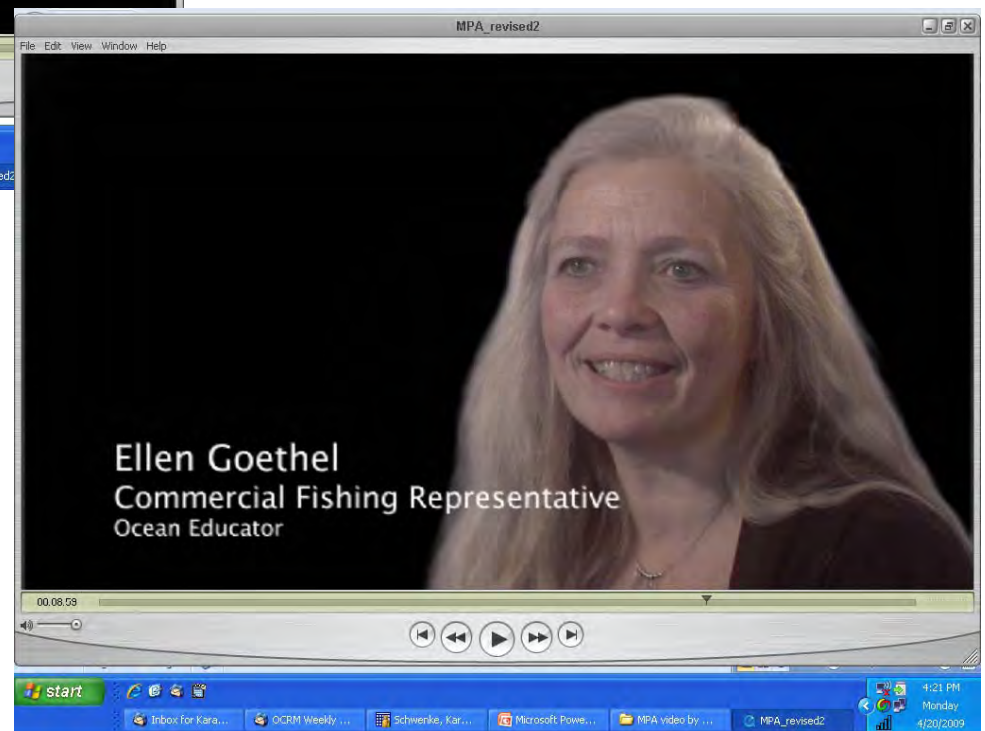 MPA_revised2
File Edit View Window Help
Ellen Goethel
Commercial Fishing Representative
Ocean Educator
00:08:59
start
4:21 PM
Inbox for Kara...
OCRM Weekly ...
Schwenke, Kar...
Microsoft Powe...
MPA video by ...
MPA_revised2
Monday
4/20/2009